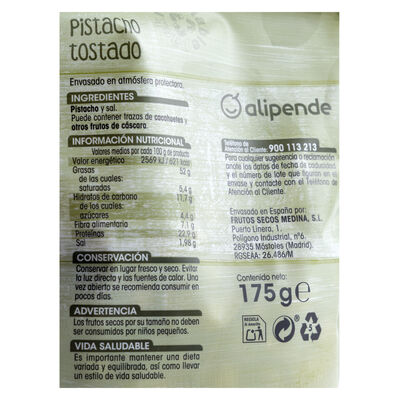 Pistacho
tostado
Envasado en atmósfera protectora.
INGREDIENTES
Pistacho y sal.
Puede contener trazas de cacahuetes y
otros frutos de cáscara.
INFORMACIÓN NUTRICIONAL
Valores medios por cada 100 g de producto
Valor energético 2569 kJ / 621 kcal
Grasas 52 g
de las cuales:
saturadas 5,4 g
Hidratos de carbono 11,7 g
de los cuales:
azúcares 4,4 g
Fibra alimentaria 7,1 g
Proteínas 22,9 g
Sal 1,98 g
CONSERVACIÓN
Conservar en lugar fresco y seco. Evitar
la luz directa y las fuentes de calor. Una
vez abierto se recomienda consumir en
pocos días.
ADVERTENCIA
Los frutos secos por su tamaño no deben
ser consumidos por niños pequeños.
VIDA SALUDABLE
Es importante mantener una dieta
variada y equilibrada, así como llevar
un estilo de vida saludable.
alipende
Teléfono de
Atención al Cliente: 900 113 213
Para cualquier sugerencia o reclamación
anote los datos de fecha de caducidad
y el número de lote que figuran en el
envase y contacte con el Teléfono de
Atención al Cliente.
Envasado en España por:
FRUTOS SECOS MEDINA, S.L.
Puerto Linera, 1.
Polígono Industrial, nº6.
28935 Móstoles (Madrid).
RGSEAA: 26.486/M
Contenido neto:
175 g e
RECICLA
AL AMARILLO
5